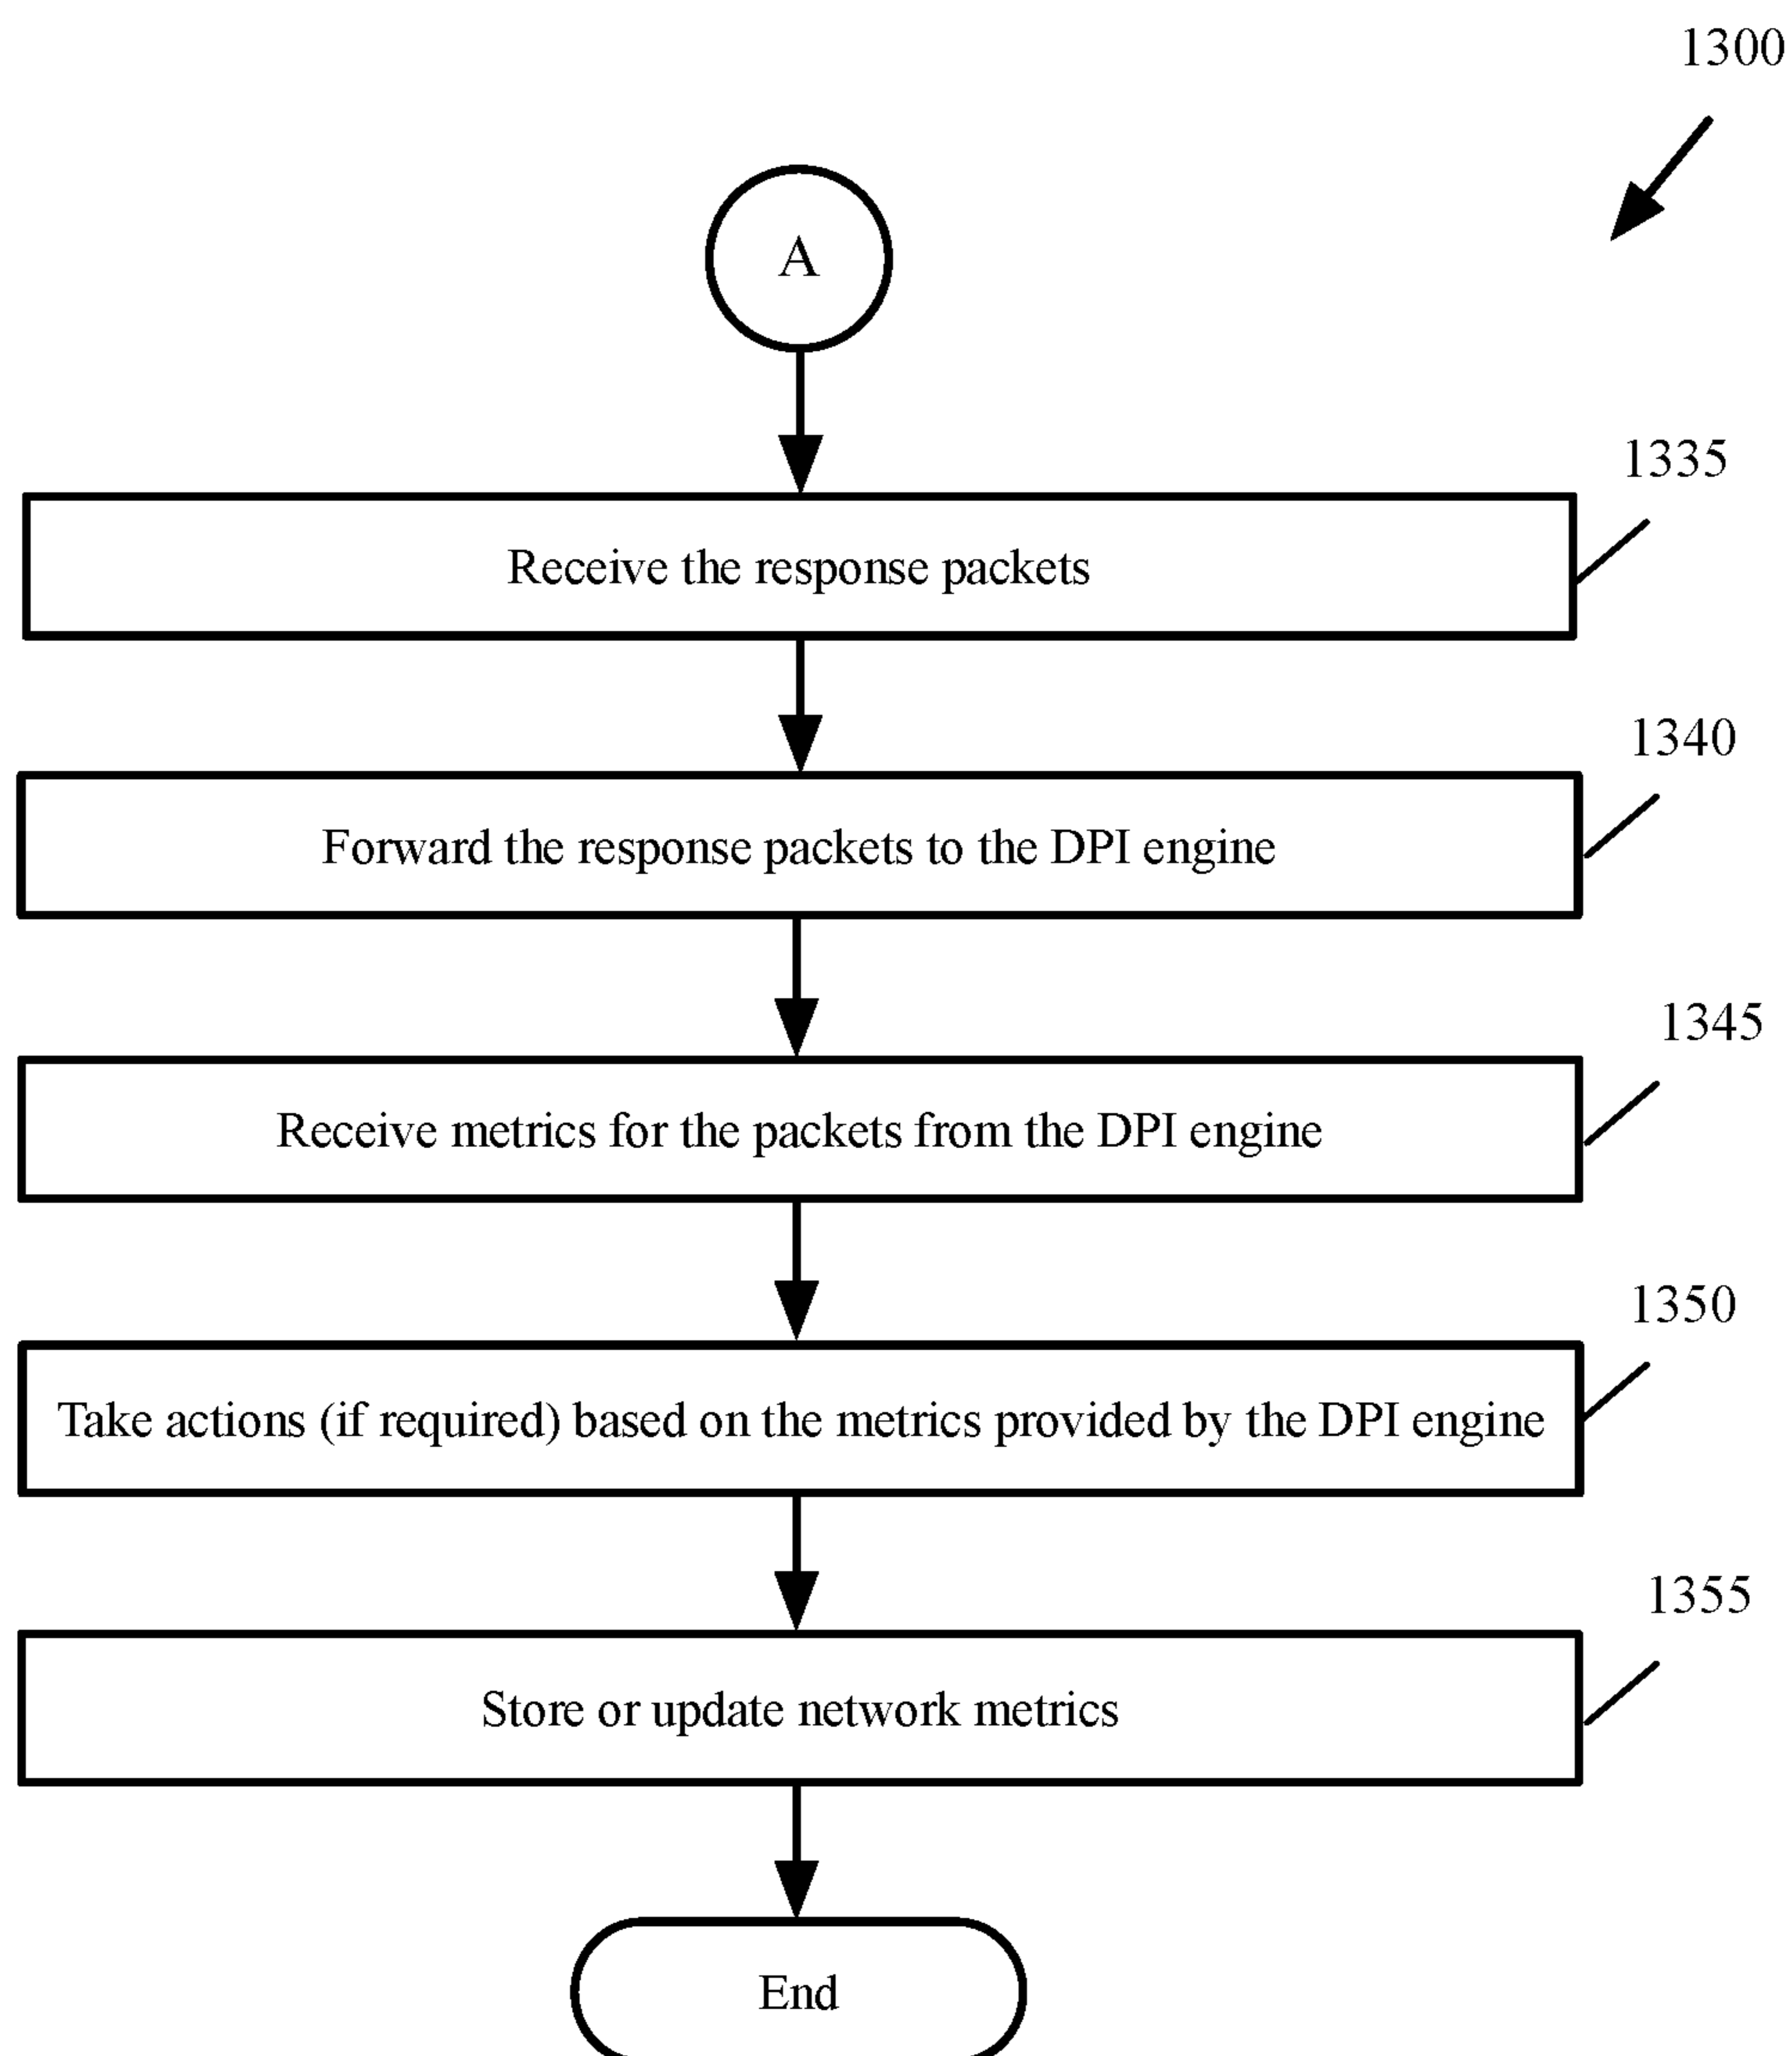 1300
A
1335
Receive the response packets
1340
Forward the response packets to the DPI engine
1345
Receive metrics for the packets from the DPI engine
1350
Take actions (if required) based on the metrics provided by the DPI engine
1355
Store or update network metrics
End